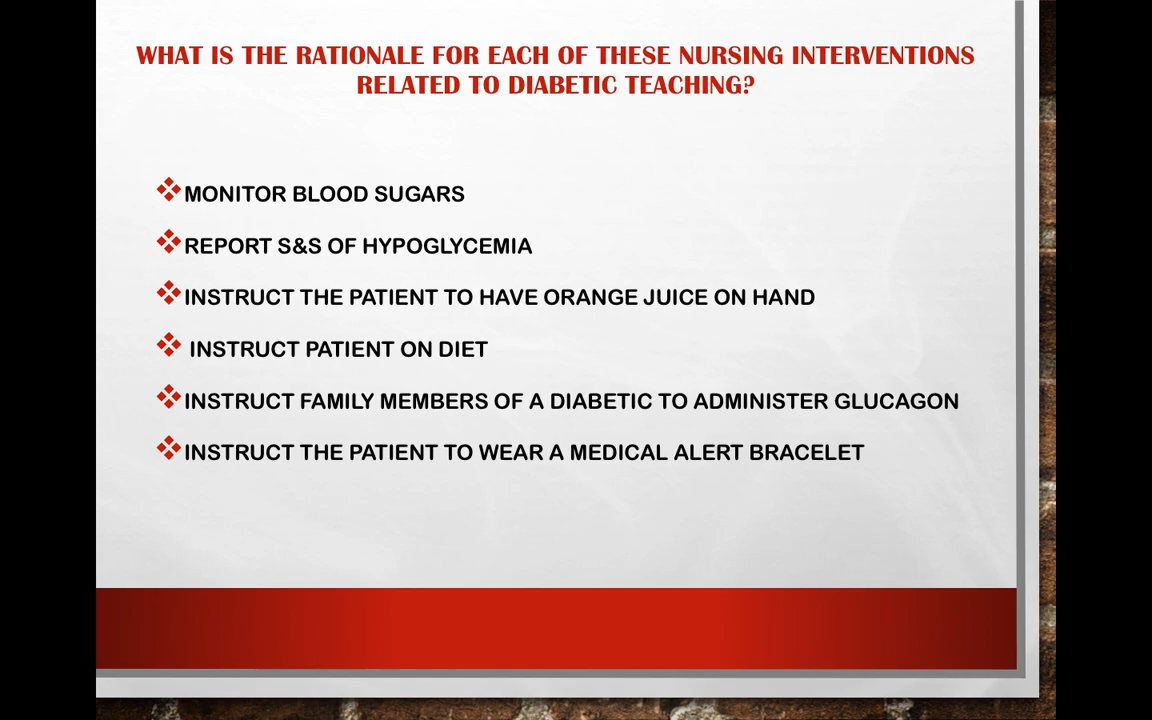 WHAT IS THE RATIONALE FOR EACH OF THESE NURSING INTERVENTIONS
RELATED TO DIABETIC TEACHING?
MONITOR BLOOD SUGARS
REPORT S&S OF HYPOGLYCEMIA
INSTRUCT THE PATIENT TO HAVE ORANGE JUICE ON HAND
INSTRUCT PATIENT ON DIET
INSTRUCT FAMILY MEMBERS OF A DIABETIC TO ADMINISTER GLUCAGON
INSTRUCT THE PATIENT TO WEAR A MEDICAL ALERT BRACELET